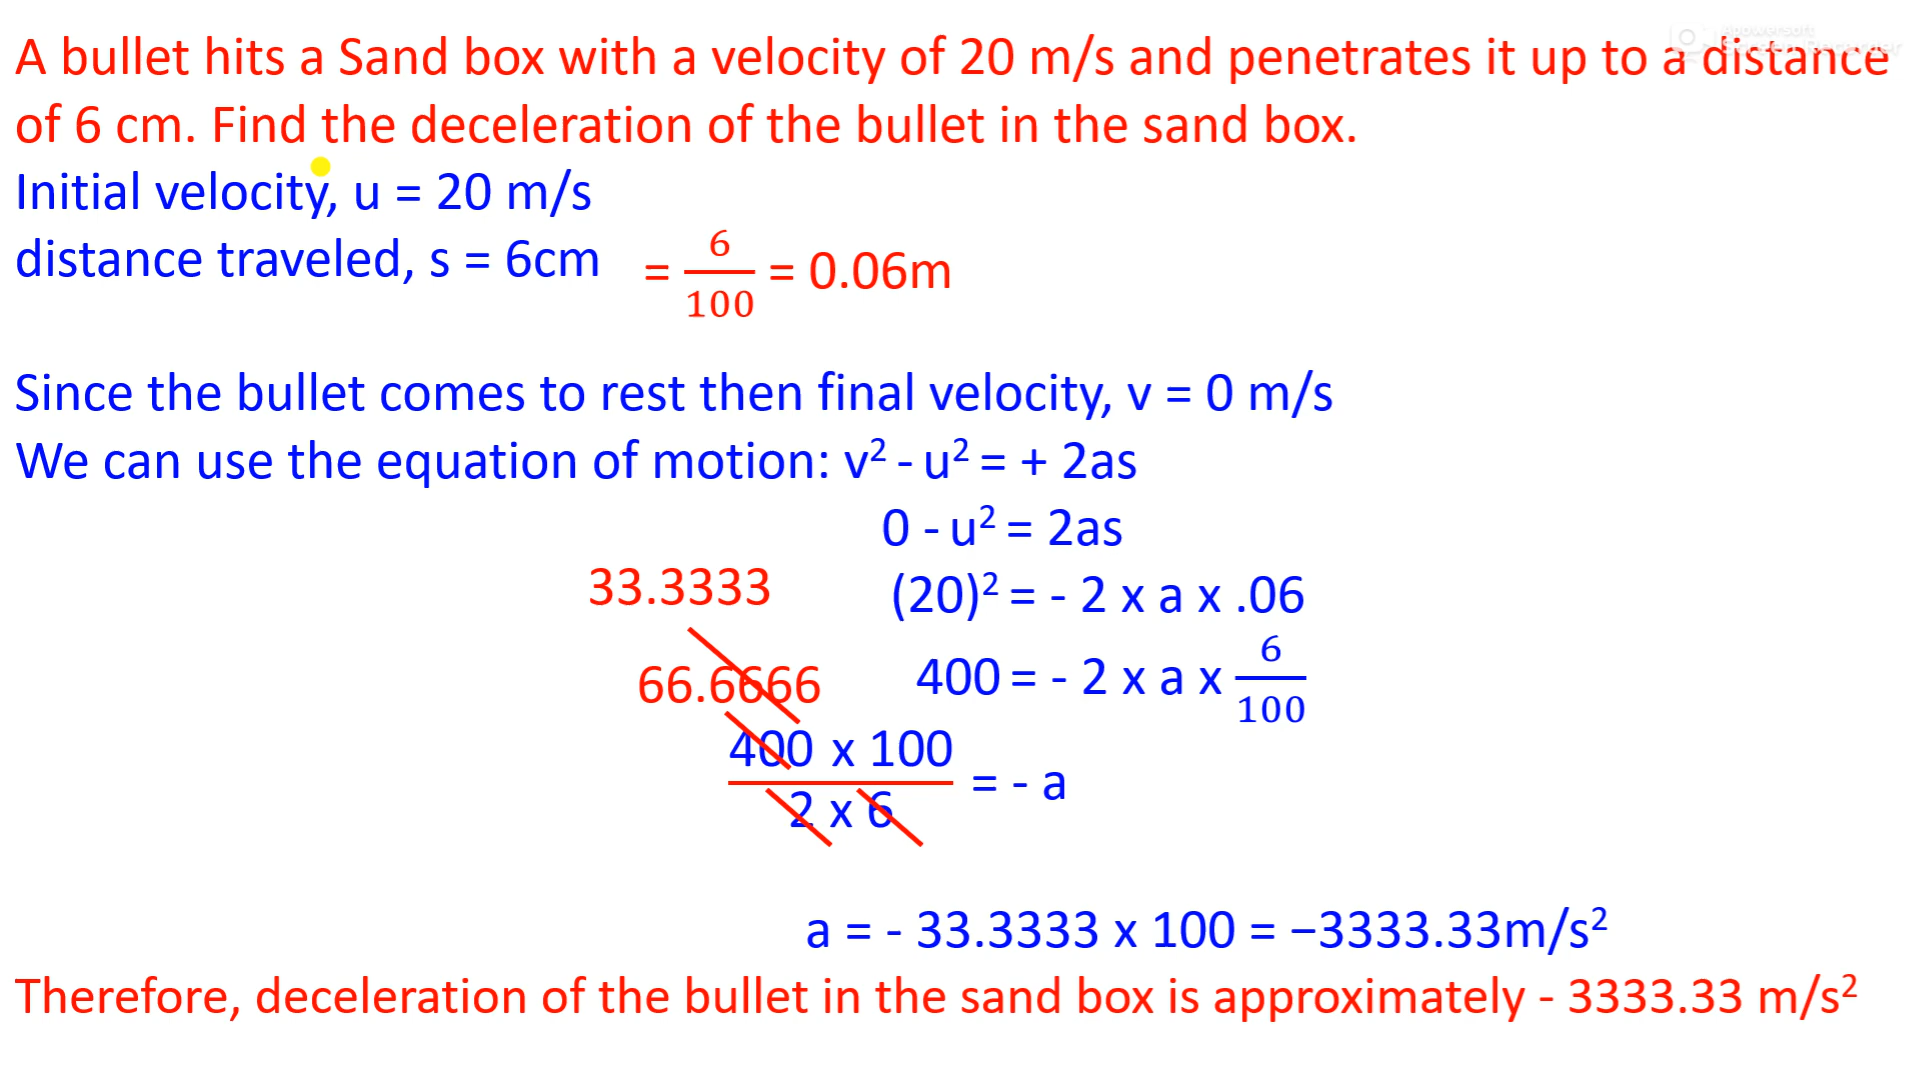 A bullet hits a Sand box with a velocity of 20 m/s and penetrates it up to a distance
of 6 cm. Find the deceleration of the bullet in the sand box.
Initial velocity, u = 20 m/s
distance traveled, s = 6cm = 6/100 = 0.06m
Since the bullet comes to rest then final velocity, v = 0 m/s
We can use the equation of motion: v² - u² = + 2as
0 - u² = 2as
33.3333
(20)² = - 2 x a x .06
66.6666
400 = - 2 x a x 6/100
400 x 100 / 2 x 6 = - a
a = - 33.3333 x 100 = −3333.33m/s²
Therefore, deceleration of the bullet in the sand box is approximately - 3333.33 m/s²
Apowersoft
Screen Recorder